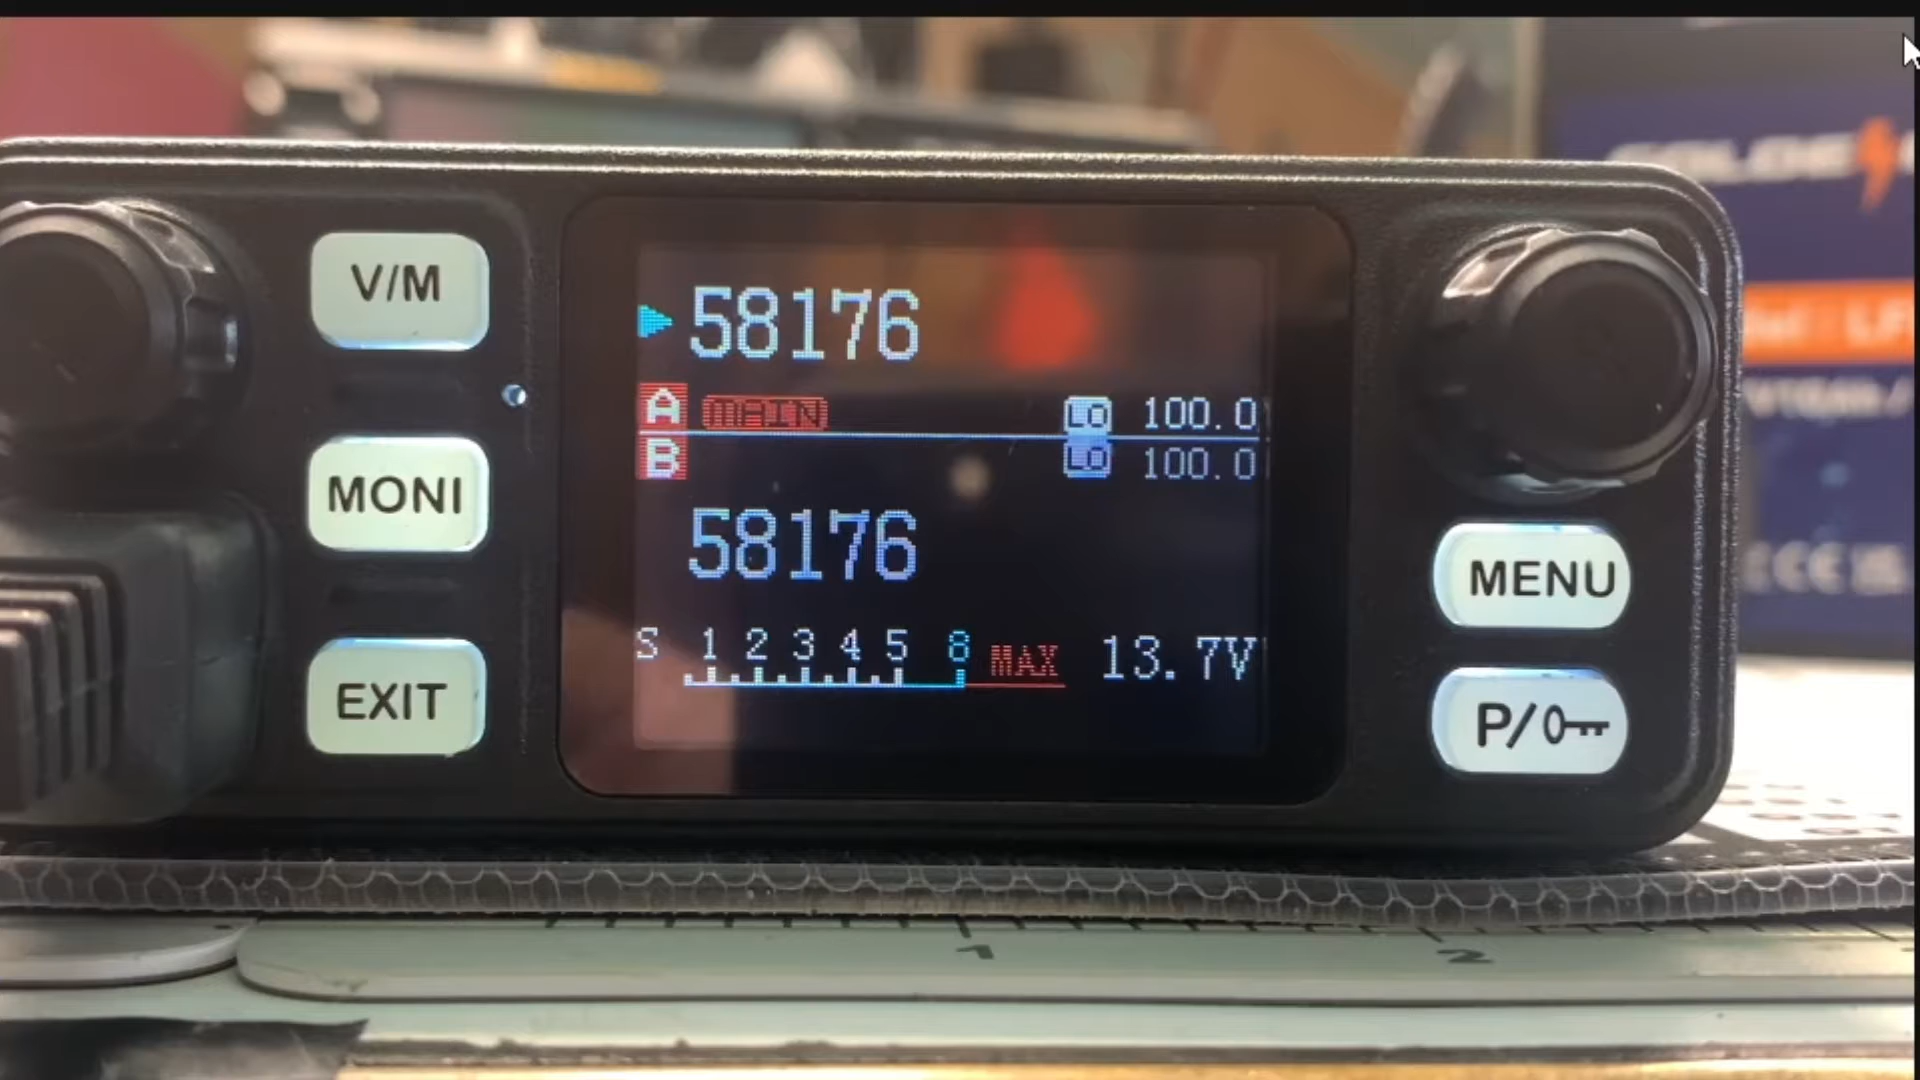 V/M
MONI
EXIT
58176
A MAIN LO 100.0
B LO 100.0
58176
S 1 2 3 4 5 8 MAX 13.7V
MENU
P/
1
2